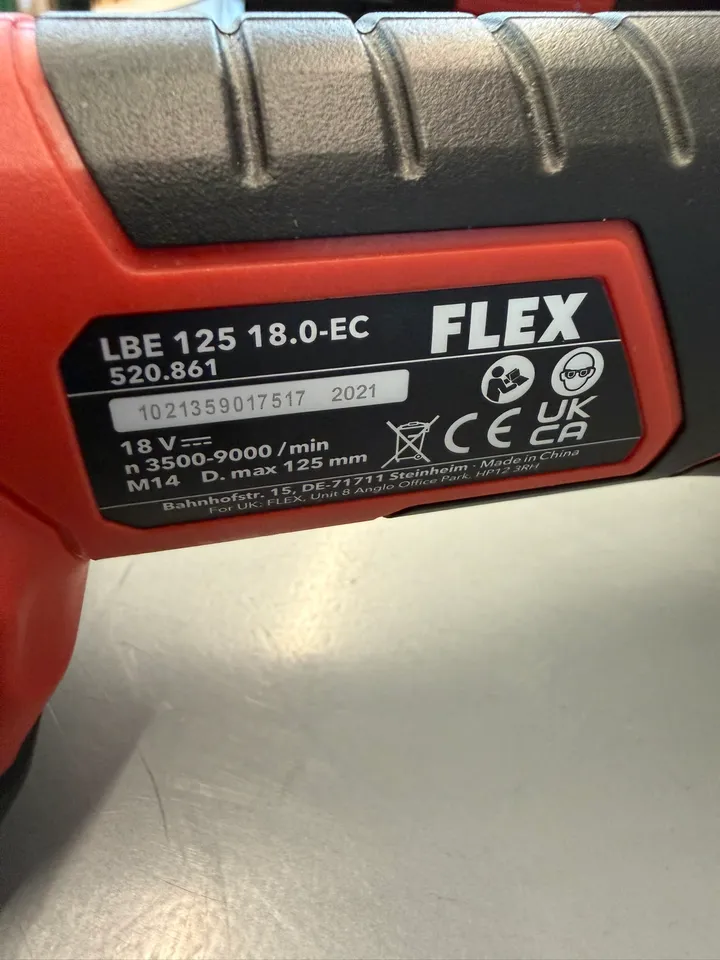 LBE 125 18.0-EC
FLEX
520.861
1021359017517 2021
18 V
n 3500-9000 /min
M14 D. max 125 mm
CE
UK
CA
Bahnhofstr. 15, DE-71711 Steinheim · Made in China
For UK: FLEX, Unit 8 Anglo Office Park. HP12 3RH